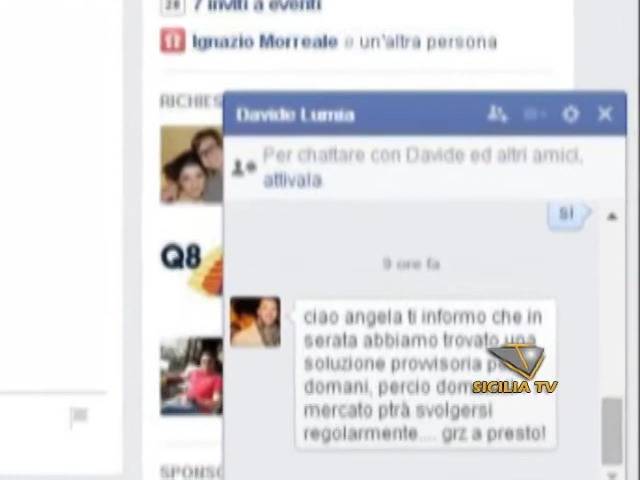 28 7 inviti a eventi
Ignazio Morreale e un'altra persona
RICHIES
Davide Lumia
Per chattare con Davide ed altri amici,
attivala
si
9 ore fa
Q8
ciao angela ti informo che in
serata abbiamo trovato una
soluzione provvisoria p
domani, percio dom
mercato ptrà svolgersi
regolarmente.... grz a presto!
SICILIA TV
SPONSO